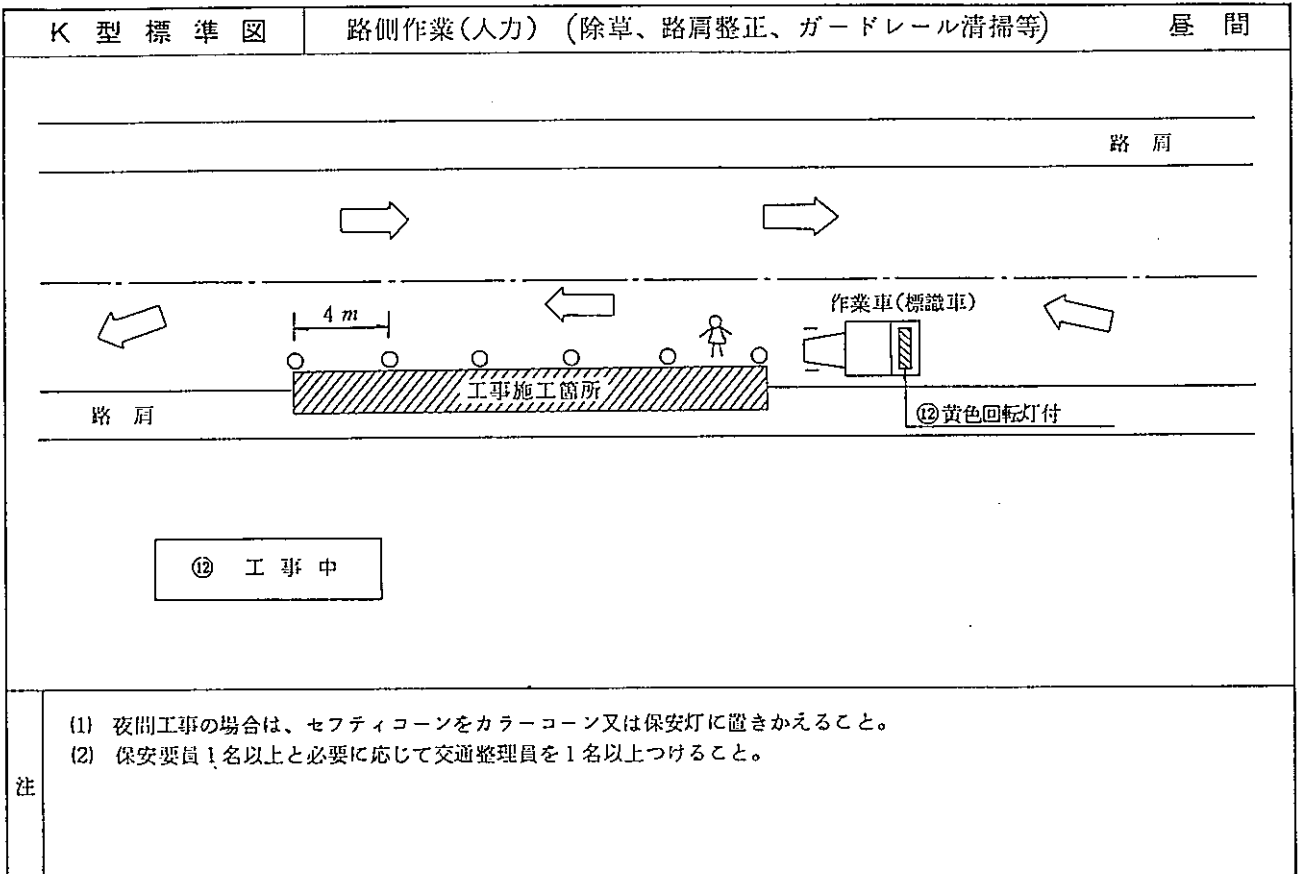 K 型 標 準 図
路側作業(人力) (除草、路肩整正、ガードレール清掃等) 昼 間
路 肩
作業車(標識車)
4 m
工事施工箇所
路 肩
⑫黄色回転灯付
⑫ 工 事 中
注
(1) 夜間工事の場合は、セフティコーンをカラーコーン又は保安灯に置きかえること。
(2) 保安要員1名以上と必要に応じて交通整理員を1名以上つけること。